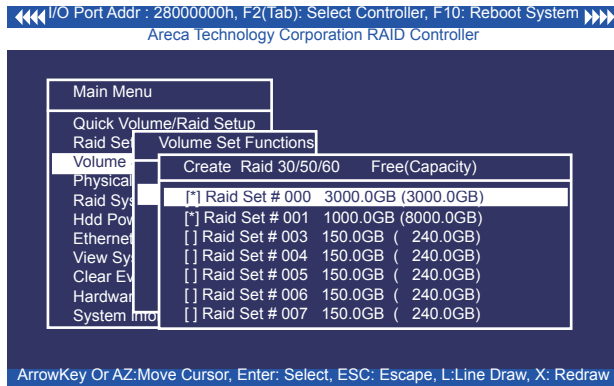 I/O Port Addr : 28000000h, F2(Tab): Select Controller, F10: Reboot System
Areca Technology Corporation RAID Controller
Main Menu
Quick Volume/Raid Setup
Raid Set
Volume Set Functions
Volume
Create Raid 30/50/60 Free(Capacity)
Physical
[*] Raid Set # 000 3000.0GB (3000.0GB)
Raid Sys
[*] Raid Set # 001 1000.0GB (8000.0GB)
Hdd Pow
[ ] Raid Set # 003 150.0GB ( 240.0GB)
Ethernet
[ ] Raid Set # 004 150.0GB ( 240.0GB)
View Sy
[ ] Raid Set # 005 150.0GB ( 240.0GB)
Clear Ev
[ ] Raid Set # 006 150.0GB ( 240.0GB)
Hardwar
[ ] Raid Set # 007 150.0GB ( 240.0GB)
System Info
ArrowKey Or AZ:Move Cursor, Enter: Select, ESC: Escape, L:Line Draw, X: Redraw